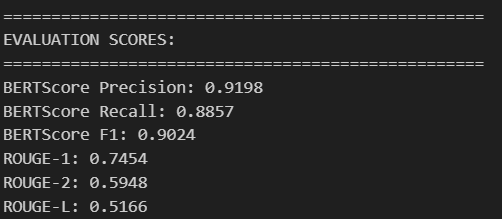 ==================================================
EVALUATION SCORES:
==================================================
BERTScore Precision: 0.9198
BERTScore Recall: 0.8857
BERTScore F1: 0.9024
ROUGE-1: 0.7454
ROUGE-2: 0.5948
ROUGE-L: 0.5166